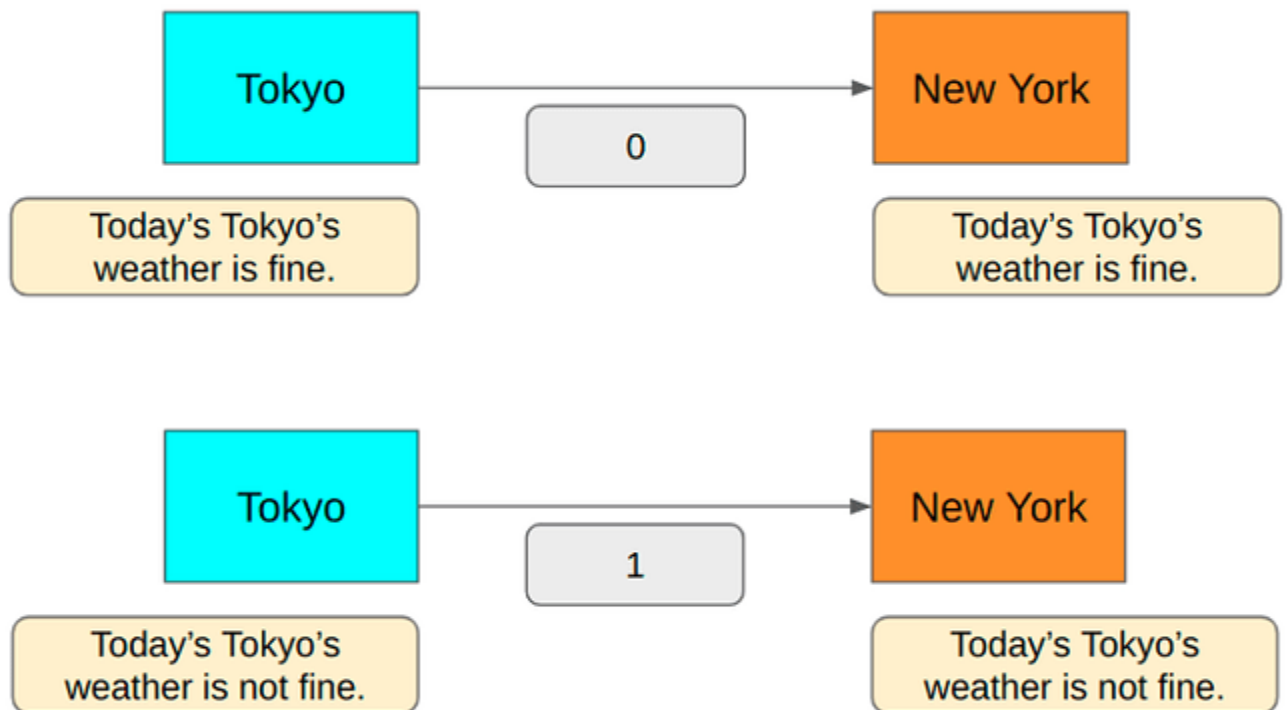 Tokyo
New York
0
Today’s Tokyo’s
weather is fine.
Today’s Tokyo’s
weather is fine.
Tokyo
New York
1
Today’s Tokyo’s
weather is not fine.
Today’s Tokyo’s
weather is not fine.